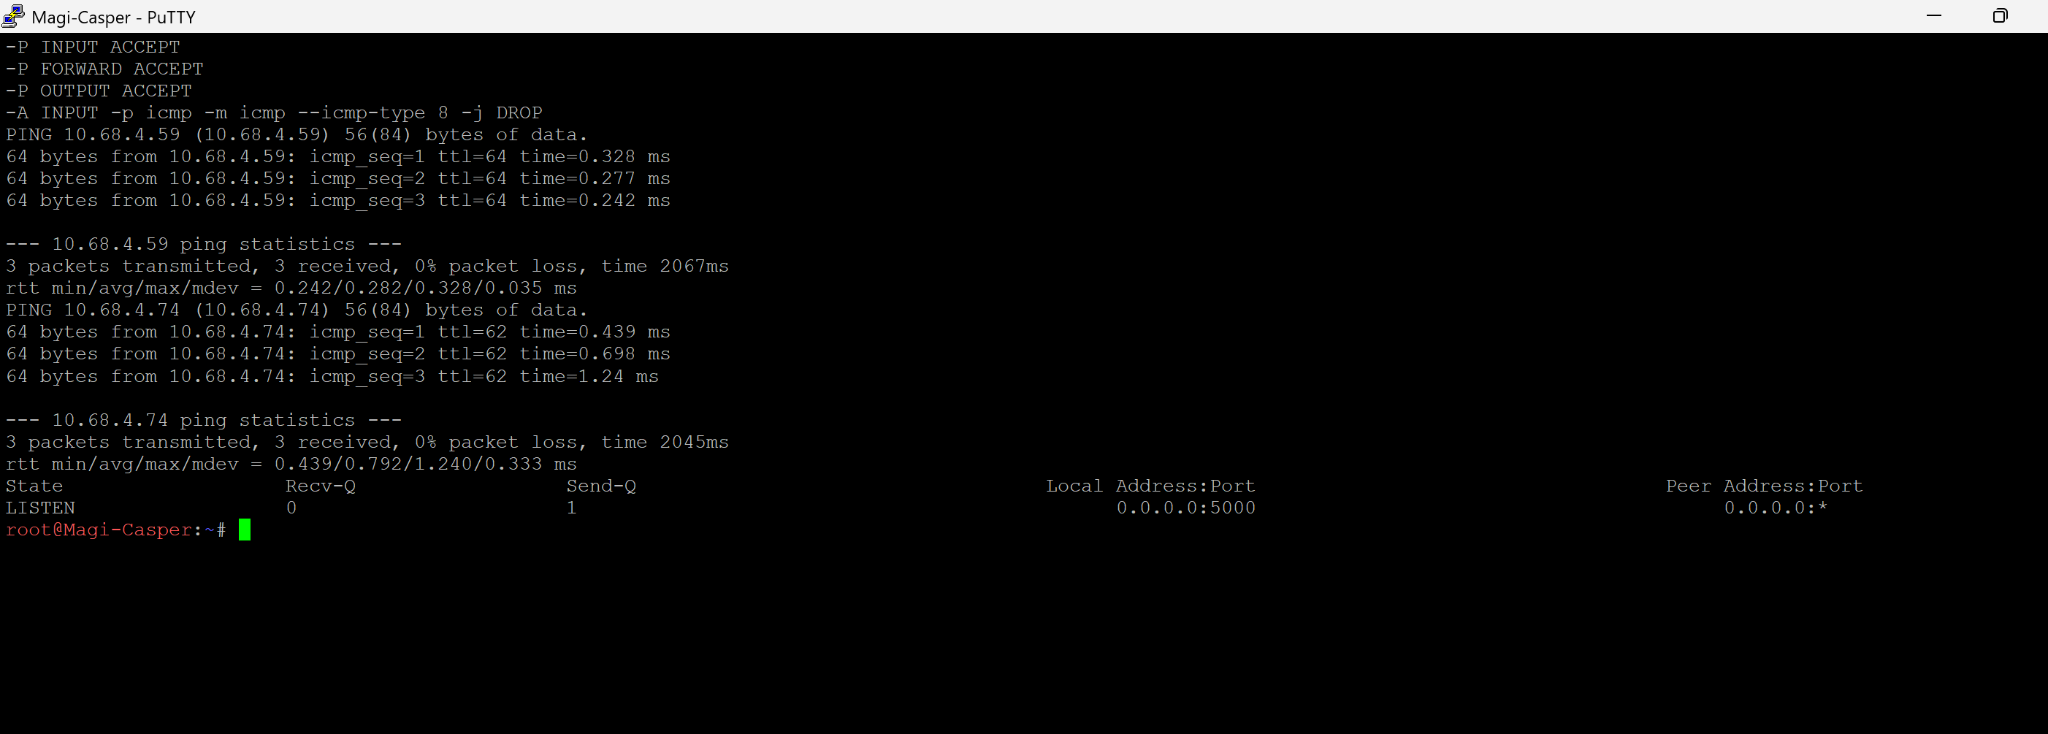 Magi-Casper - PuTTY
-P INPUT ACCEPT
-P FORWARD ACCEPT
-P OUTPUT ACCEPT
-A INPUT -p icmp -m icmp --icmp-type 8 -j DROP
PING 10.68.4.59 (10.68.4.59) 56(84) bytes of data.
64 bytes from 10.68.4.59: icmp_seq=1 ttl=64 time=0.328 ms
64 bytes from 10.68.4.59: icmp_seq=2 ttl=64 time=0.277 ms
64 bytes from 10.68.4.59: icmp_seq=3 ttl=64 time=0.242 ms
--- 10.68.4.59 ping statistics ---
3 packets transmitted, 3 received, 0% packet loss, time 2067ms
rtt min/avg/max/mdev = 0.242/0.282/0.328/0.035 ms
PING 10.68.4.74 (10.68.4.74) 56(84) bytes of data.
64 bytes from 10.68.4.74: icmp_seq=1 ttl=62 time=0.439 ms
64 bytes from 10.68.4.74: icmp_seq=2 ttl=62 time=0.698 ms
64 bytes from 10.68.4.74: icmp_seq=3 ttl=62 time=1.24 ms
--- 10.68.4.74 ping statistics ---
3 packets transmitted, 3 received, 0% packet loss, time 2045ms
rtt min/avg/max/mdev = 0.439/0.792/1.240/0.333 ms
State Recv-Q Send-Q Local Address:Port Peer Address:Port
LISTEN 0 1 0.0.0.0:5000 0.0.0.0:*
root@Magi-Casper:~#